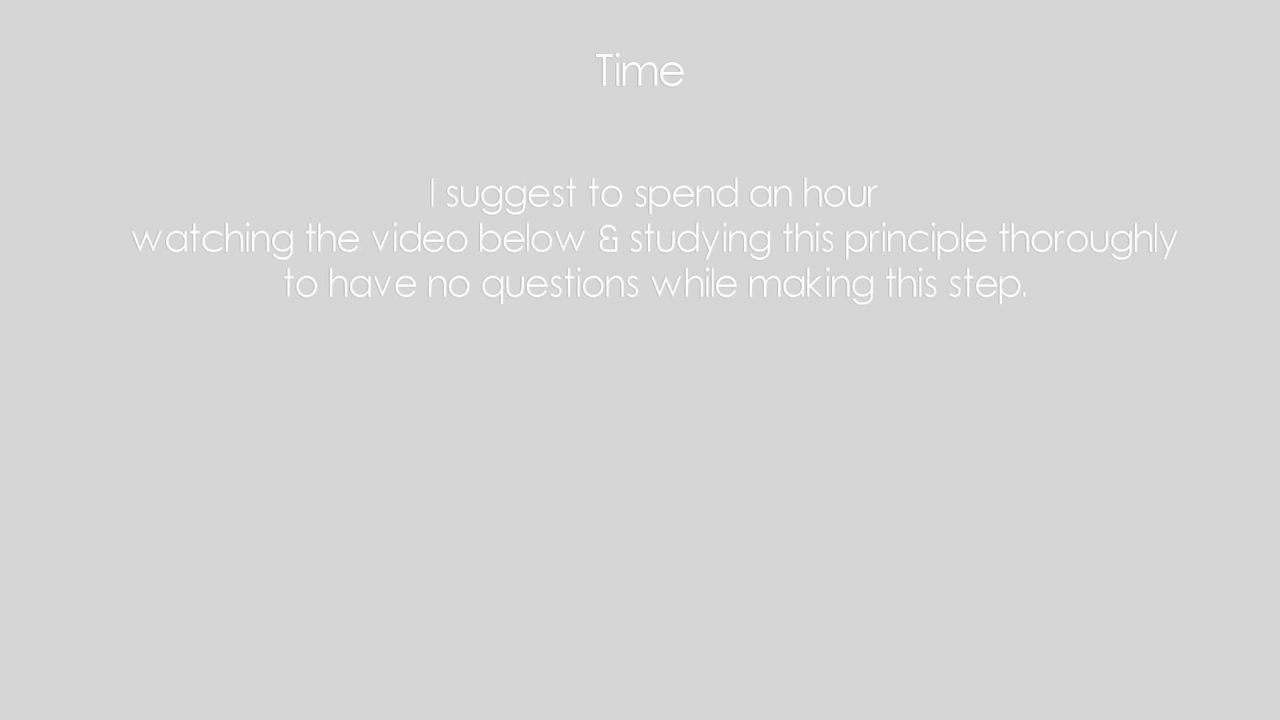 Time
I suggest to spend an hour
watching the video below & studying this principle thoroughly
to have no questions while making this step.